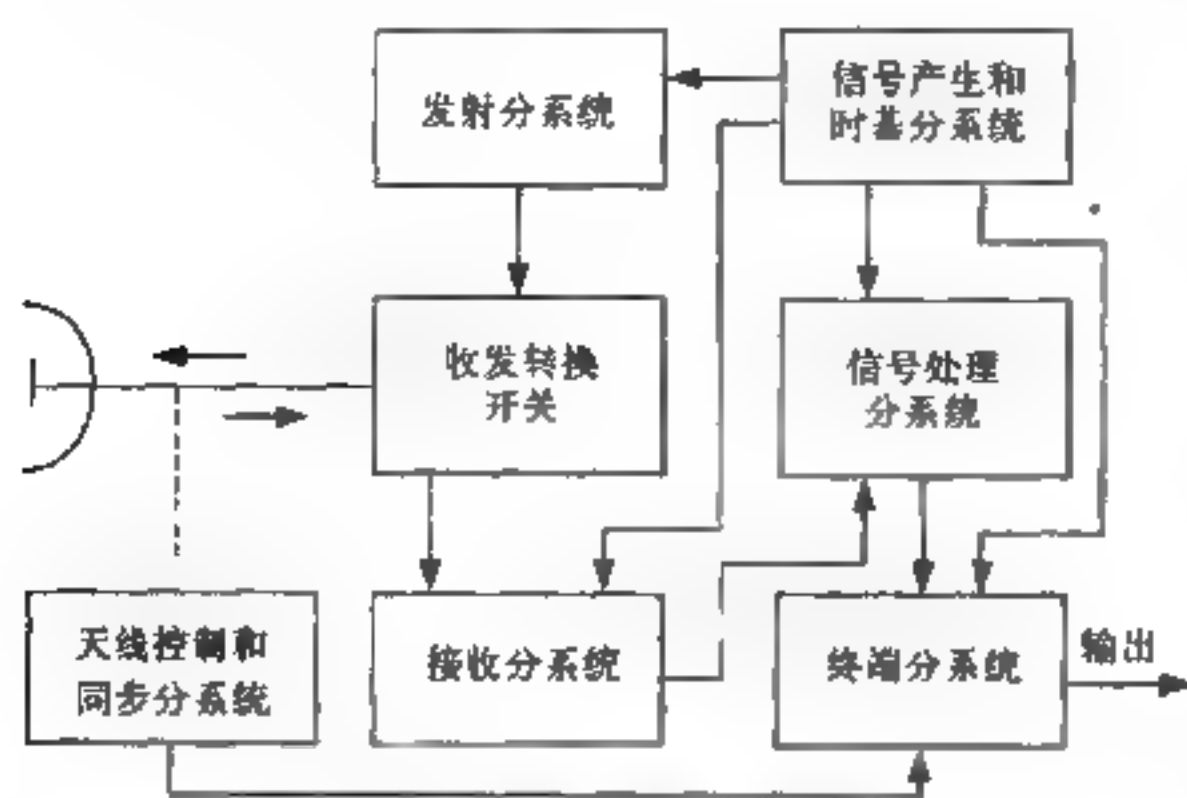 发射分系统
信号产生和
时基分系统
收发转换
开关
信号处理
分系统
天线控制和
同步分系统
接收分系统
终端分系统
输出